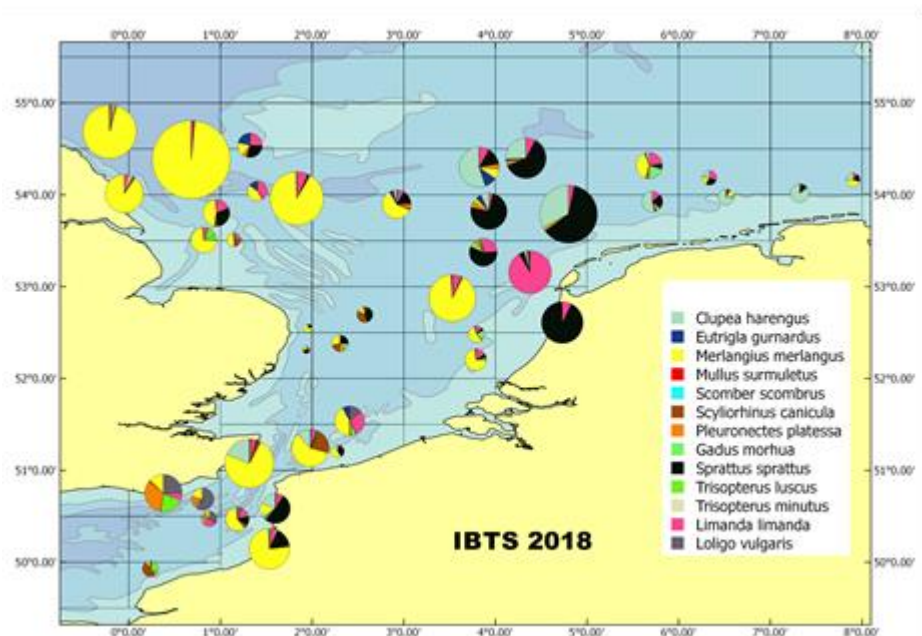 0°0.00' 1°0.00' 2°0.00' 3°0.00' 4°0.00' 5°0.00' 6°0.00' 7°0.00' 8°0.00'
55°0.00' 55°0.00'
54°0.00' 54°0.00'
53°0.00' 53°0.00'
Clupea harengus
Eutrigla gurnardus
Merlangius merlangus
Mullus surmuletus
52°0.00' 52°0.00'
Scomber scombrus
Scyliorhinus canicula
Pleuronectes platessa
Gadus morhua
51°0.00' 51°0.00'
Sprattus sprattus
Trisopterus luscus
Trisopterus minutus
Limanda limanda
IBTS 2018
Loligo vulgaris
50°0.00' 50°0.00'
0°0.00' 1°0.00' 2°0.00' 3°0.00' 4°0.00' 5°0.00' 6°0.00' 7°0.00' 8°0.00'